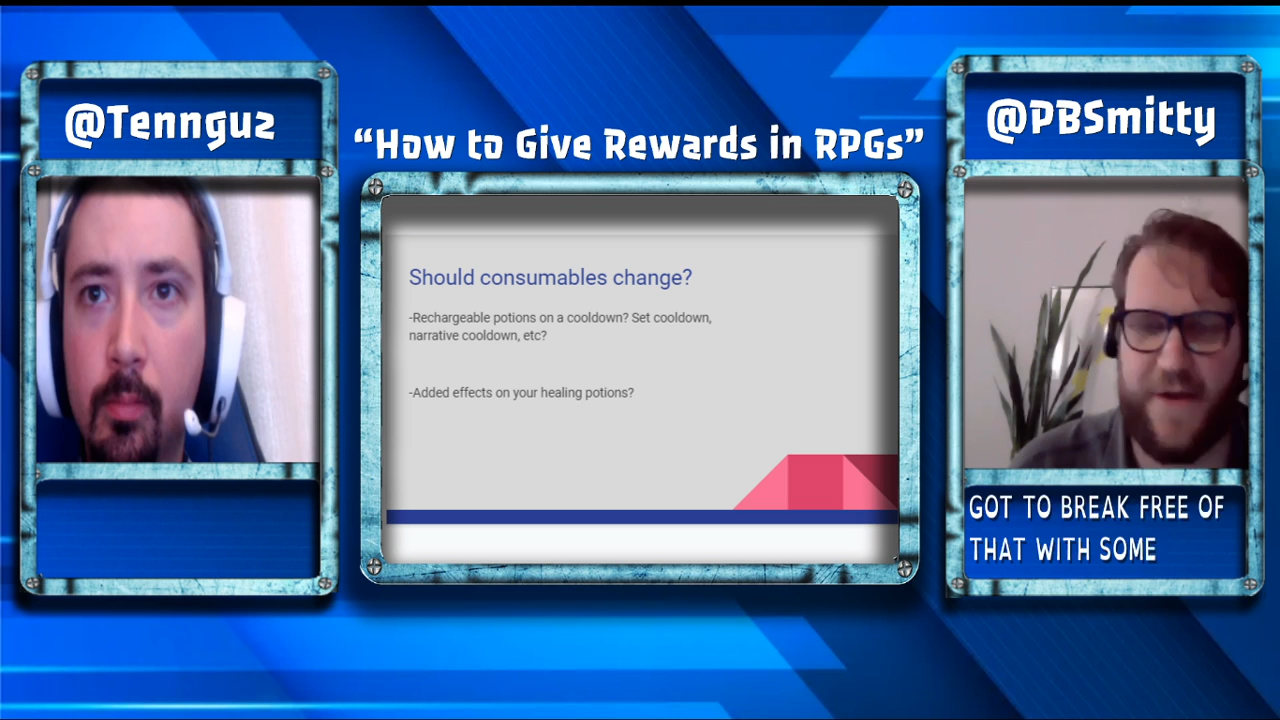 @Tennguz
“How to Give Rewards in RPGs”
@PBSmitty
Should consumables change?
-Rechargeable potions on a cooldown? Set cooldown,
narrative cooldown, etc?
-Added effects on your healing potions?
GOT TO BREAK FREE OF
THAT WITH SOME